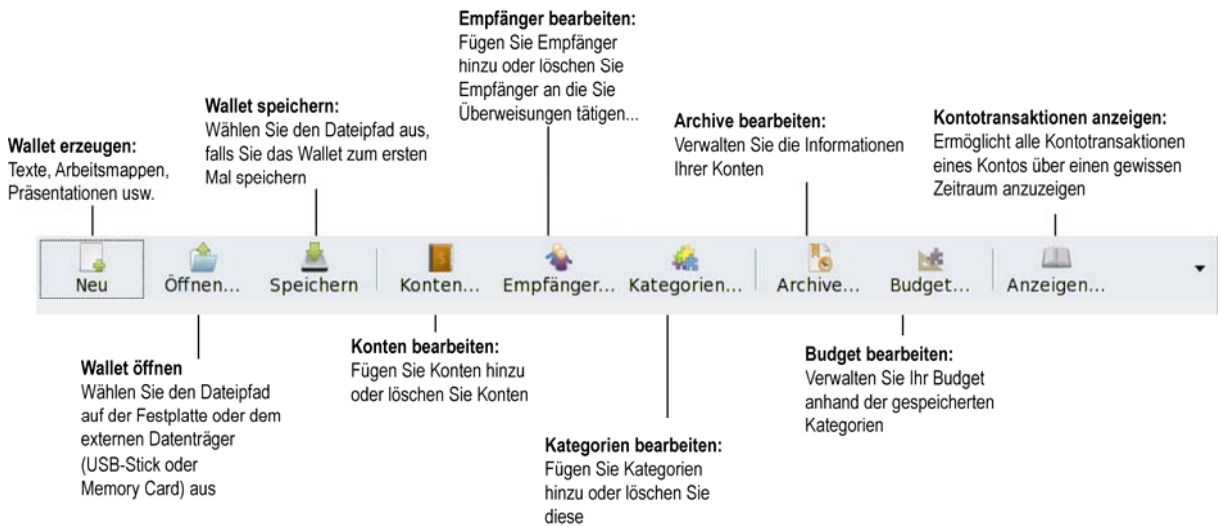 Empfänger bearbeiten:
Fügen Sie Empfänger
hinzu oder löschen Sie
Empfänger an die Sie
Überweisungen tätigen...
Wallet speichern:
Wählen Sie den Dateipfad aus,
falls Sie das Wallet zum ersten
Mal speichern
Archive bearbeiten:
Verwalten Sie die Informationen
Ihrer Konten
Kontotransaktionen anzeigen:
Ermöglicht alle Kontotransaktionen
eines Kontos über einen gewissen
Zeitraum anzuzeigen
Wallet erzeugen:
Texte, Arbeitsmappen,
Präsentationen usw.
Neu
Öffnen...
Speichern
Konten...
Empfänger...
Kategorien...
Archive...
Budget...
Anzeigen...
Wallet öffnen
Wählen Sie den Dateipfad
auf der Festplatte oder dem
externen Datenträger
(USB-Stick oder
Memory Card) aus
Konten bearbeiten:
Fügen Sie Konten hinzu
oder löschen Sie Konten
Kategorien bearbeiten:
Fügen Sie Kategorien
hinzu oder löschen Sie
diese
Budget bearbeiten:
Verwalten Sie Ihr Budget
anhand der gespeicherten
Kategorien